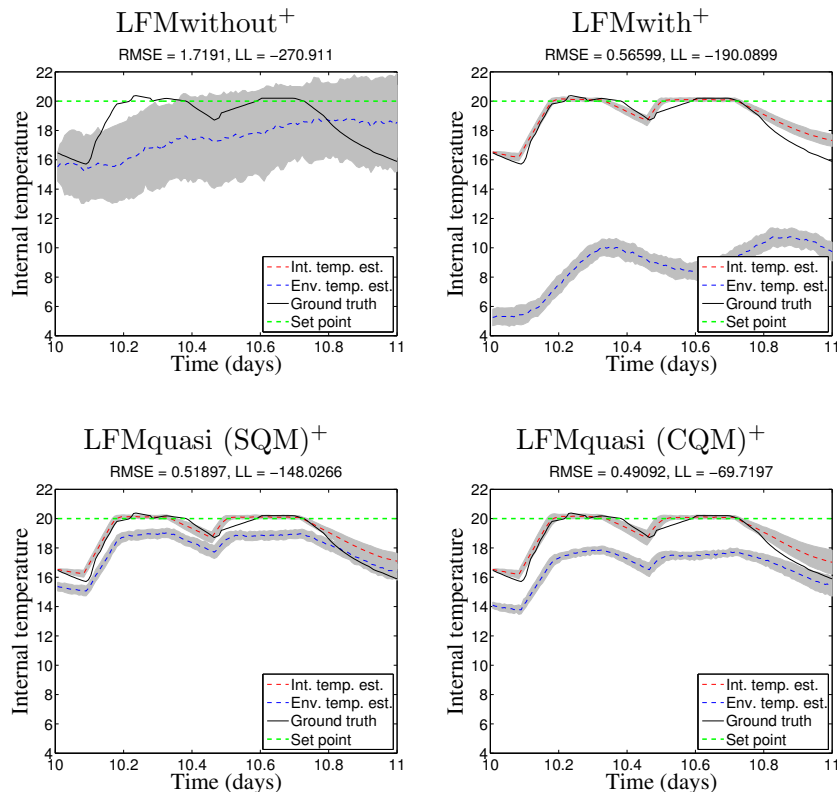 LFMwithout+
RMSE = 1.7191, LL = −270.911
22
20
18
16
14
12
10
8
6
4
Internal temperature
10 10.2 10.4 10.6 10.8 11
Time (days)
Int. temp. est.
Env. temp. est.
Ground truth
Set point
LFMwith+
RMSE = 0.56599, LL = −190.0899
22
20
18
16
14
12
10
8
6
4
Internal temperature
10 10.2 10.4 10.6 10.8 11
Time (days)
Int. temp. est.
Env. temp. est.
Ground truth
Set point
LFMquasi (SQM)+
RMSE = 0.51897, LL = −148.0266
22
20
18
16
14
12
10
8
6
4
Internal temperature
10 10.2 10.4 10.6 10.8 11
Time (days)
Int. temp. est.
Env. temp. est.
Ground truth
Set point
LFMquasi (CQM)+
RMSE = 0.49092, LL = −69.7197
22
20
18
16
14
12
10
8
6
4
Internal temperature
10 10.2 10.4 10.6 10.8 11
Time (days)
Int. temp. est.
Env. temp. est.
Ground truth
Set point